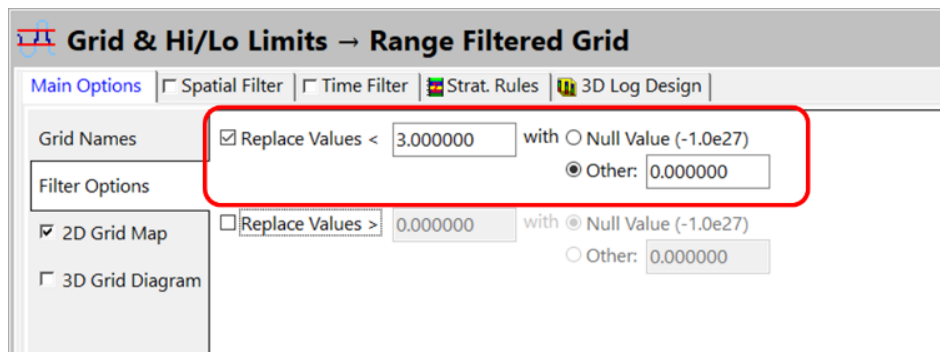 Grid & Hi/Lo Limits → Range Filtered Grid
Main Options Spatial Filter Time Filter Strat. Rules 3D Log Design
Grid Names
Filter Options
2D Grid Map
3D Grid Diagram
Replace Values < 3.000000 with Null Value (-1.0e27)
Other: 0.000000
Replace Values > 0.000000 with Null Value (-1.0e27)
Other: 0.000000